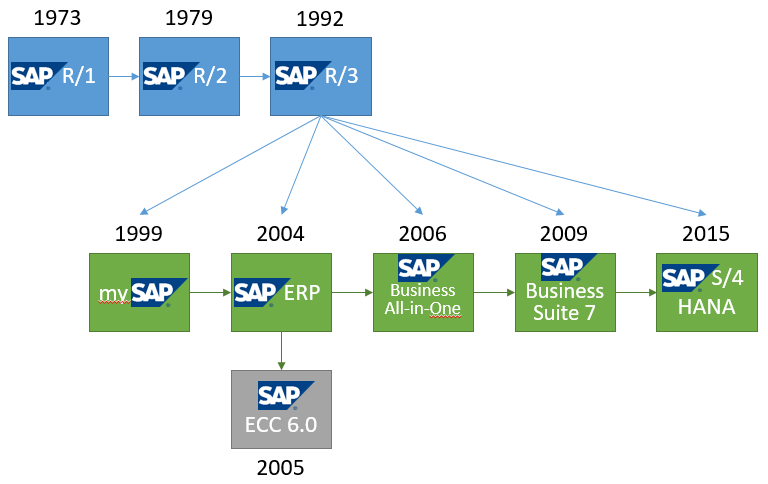 1973
1979
1992
SAP R/1
SAP R/2
SAP R/3
1999
2004
2006
2009
2015
my SAP
SAP ERP
SAP
Business
All-in-One
SAP
Business
Suite 7
SAP S/4
HANA
SAP
ECC 6.0
2005